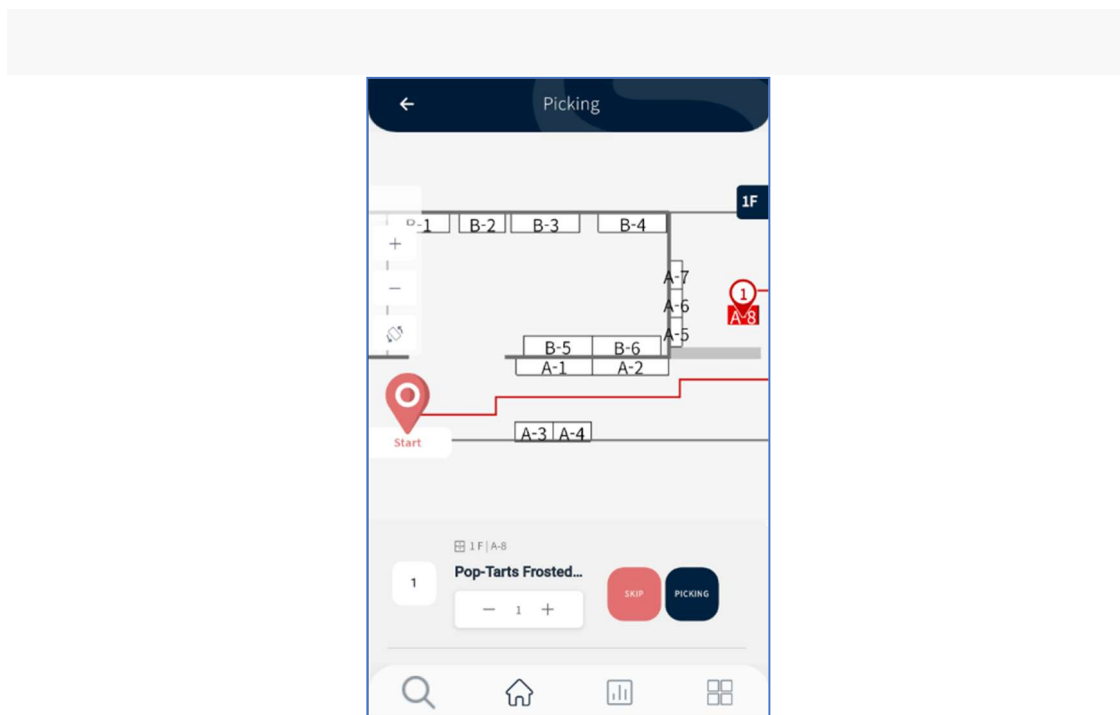 Picking
1F
B-1 B-2 B-3 B-4
A-7
1
A-6
A-8
A-5
B-5 B-6
A-1 A-2
Start
A-3 A-4
1 F | A-8
1
Pop-Tarts Frosted...
SKIP PICKING
− 1 +